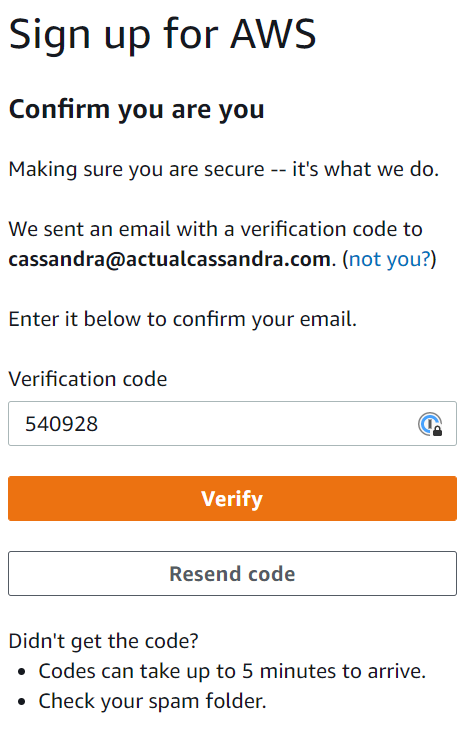 Sign up for AWS
Confirm you are you
Making sure you are secure -- it's what we do.
We sent an email with a verification code to
cassandra@actualcassandra.com. (not you?)
Enter it below to confirm your email.
Verification code
540928
Verify
Resend code
Didn't get the code?
• Codes can take up to 5 minutes to arrive.
• Check your spam folder.